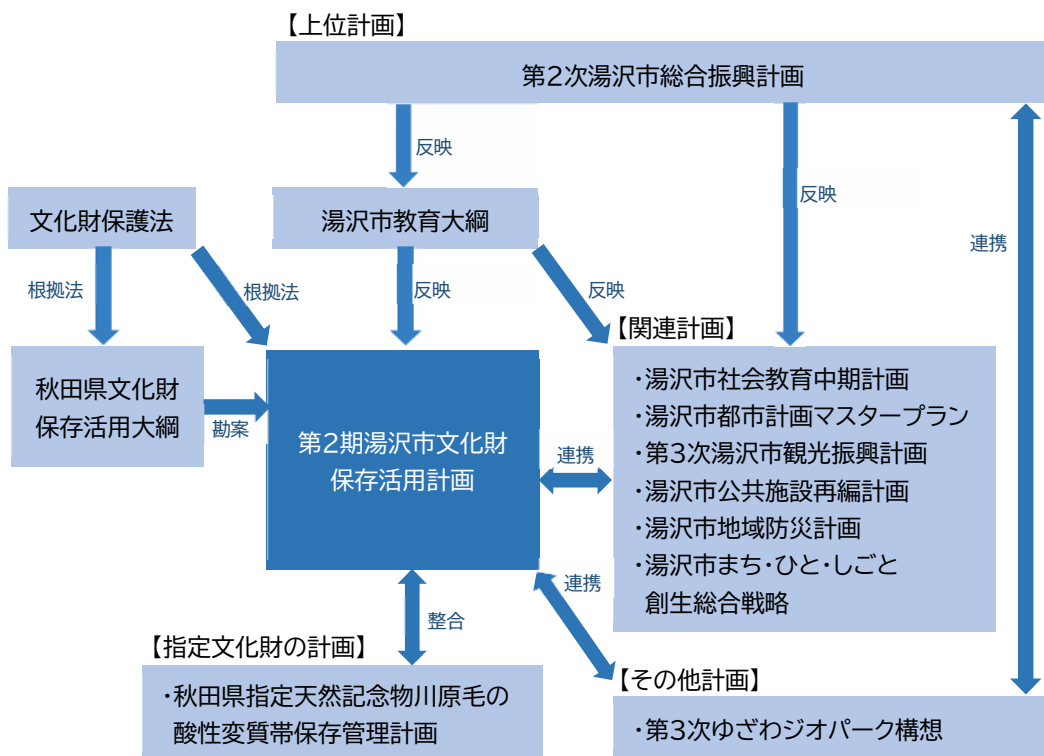 【上位計画】
第2次湯沢市総合振興計画
反映
反映
連携
文化財保護法
湯沢市教育大綱
根拠法
根拠法
反映
反映
【関連計画】
秋田県文化財
保存活用大綱
勘案
第2期湯沢市文化財
保存活用計画
連携
・湯沢市社会教育中期計画
・湯沢市都市計画マスタープラン
・第3次湯沢市観光振興計画
・湯沢市公共施設再編計画
・湯沢市地域防災計画
・湯沢市まち・ひと・しごと
創生総合戦略
整合
連携
【指定文化財の計画】
・秋田県指定天然記念物川原毛の
酸性変質帯保存管理計画
【その他計画】
・第3次ゆざわジオパーク構想